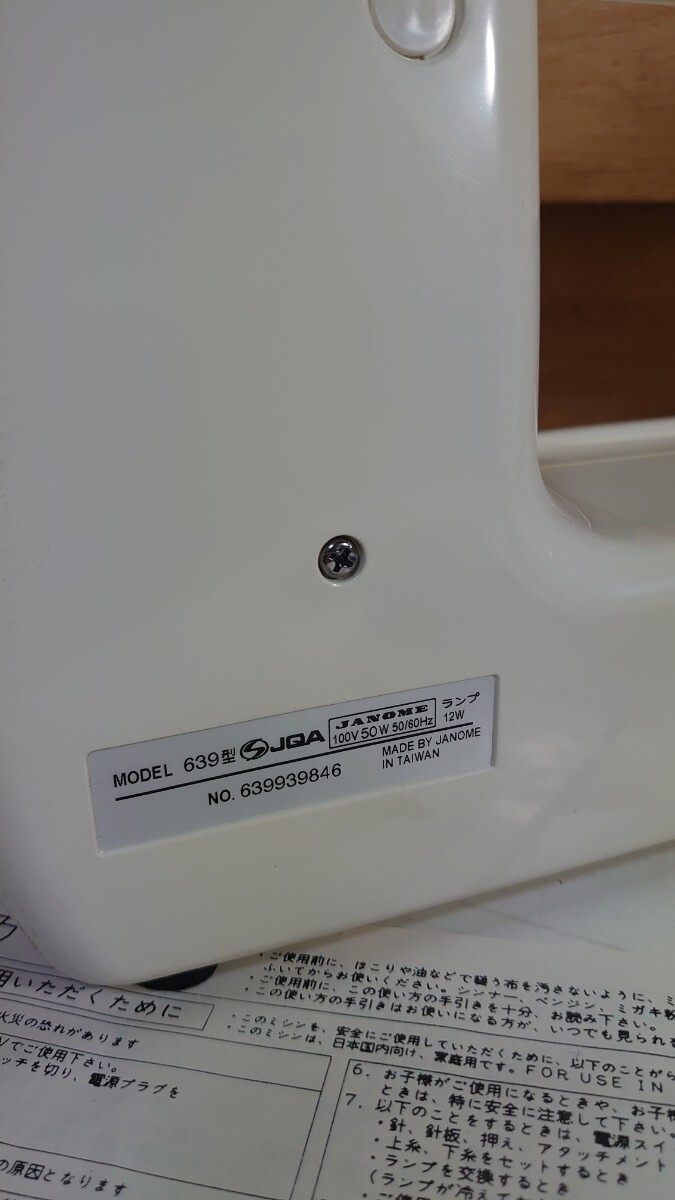 MODEL 639型 JQA JANOME ランプ
100V 50W 50/60Hz 12W
NO. 639939846 MADE BY JANOME
IN TAIWAN
・ご使用前に、ほこりや油などで縫う布を汚さないように、ミ
ふいてからお使いください。シンナー、ベンジン、ミガキ粉
・ご使用前に、この使い方の手引きを十分、お読み下さい。
・この使い方の手引きはお使いになる方が、いつでも見られる
用いただくために
・このミシンを、安全にご使用していただくために、以下のことがら
・このミシンは、日本国内向け、家庭用です。FOR USE IN
火災の恐れがあります
Vでご使用下さい。
ッチを切り、電源プラグを
の原因となります
6. お子様がご使用になるときや、お子様
ときは、特に安全に注意して下さい。
7. 以下のことをするときは、電源スイ
・針、針板、押え、アタッチメント
・上糸、下糸をセットするとき
・ランプを交換するとき
(ランプが冷えて